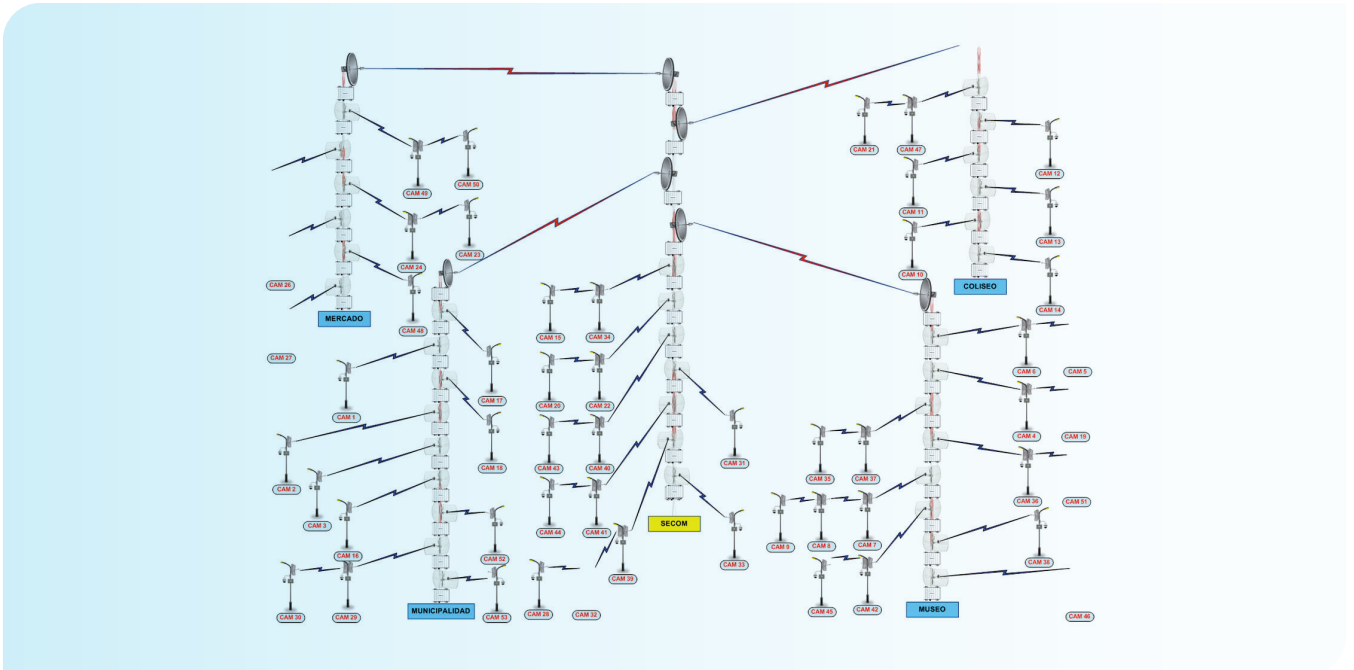 CAM 21
CAM 47
CAM 12
CAM 50
CAM 49
CAM 11
CAM 23
CAM 13
CAM 24
CAM 10
CAM 26
COLISEO
MERCADO
CAM 48
CAM 14
CAM 15
CAM 34
CAM 27
CAM 6
CAM 5
CAM 17
CAM 20
CAM 22
CAM 1
CAM 4
CAM 19
CAM 18
CAM 43
CAM 40
CAM 31
CAM 35
CAM 37
CAM 2
CAM 36
CAM 51
CAM 3
CAM 44
CAM 41
SECOM
CAM 9
CAM 8
CAM 7
CAM 16
CAM 52
CAM 33
CAM 38
CAM 39
CAM 30
CAM 29
MUNICIPALIDAD
CAM 53
CAM 28
CAM 32
CAM 45
CAM 42
MUSEO
CAM 46